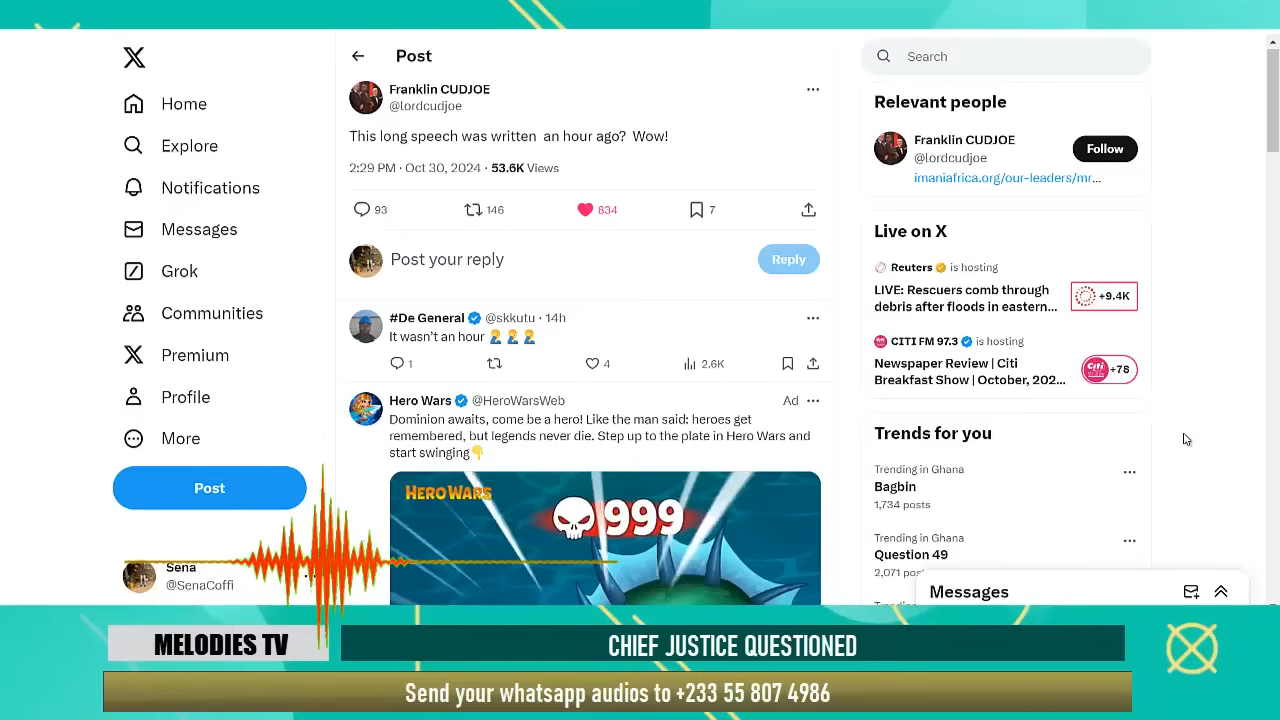 Home
Explore
Notifications
Messages
Grok
Communities
Premium
Profile
More
Post
Sena
@SenaCoffi
Post
Franklin CUDJOE
@lordcudjoe
This long speech was written an hour ago? Wow!
2:29 PM · Oct 30, 2024 · 53.6K Views
93 146 834 7
Post your reply
Reply
#De General @skkutu · 14h
It wasn't an hour 🤦‍♂️ 🤦‍♂️ 🤦‍♂️
1 4 2.6K
Hero Wars @HeroWarsWeb Ad
Dominion awaits, come be a hero! Like the man said: heroes get
remembered, but legends never die. Step up to the plate in Hero Wars and
start swinging👇
HERO WARS
999
Search
Relevant people
Franklin CUDJOE
@lordcudjoe
Follow
imaniafrica.org/our-leaders/mr...
Live on X
Reuters is hosting
LIVE: Rescuers comb through
debris after floods in eastern...
+9.4K
CITI FM 97.3 is hosting
Newspaper Review | Citi
Breakfast Show | October, 202...
Citi
+78
Trends for you
Trending in Ghana
Bagbin
1,734 posts
Trending in Ghana
Question 49
2,071
Messages
MELODIES TV
CHIEF JUSTICE QUESTIONED
Send your whatsapp audios to +233 55 807 4986